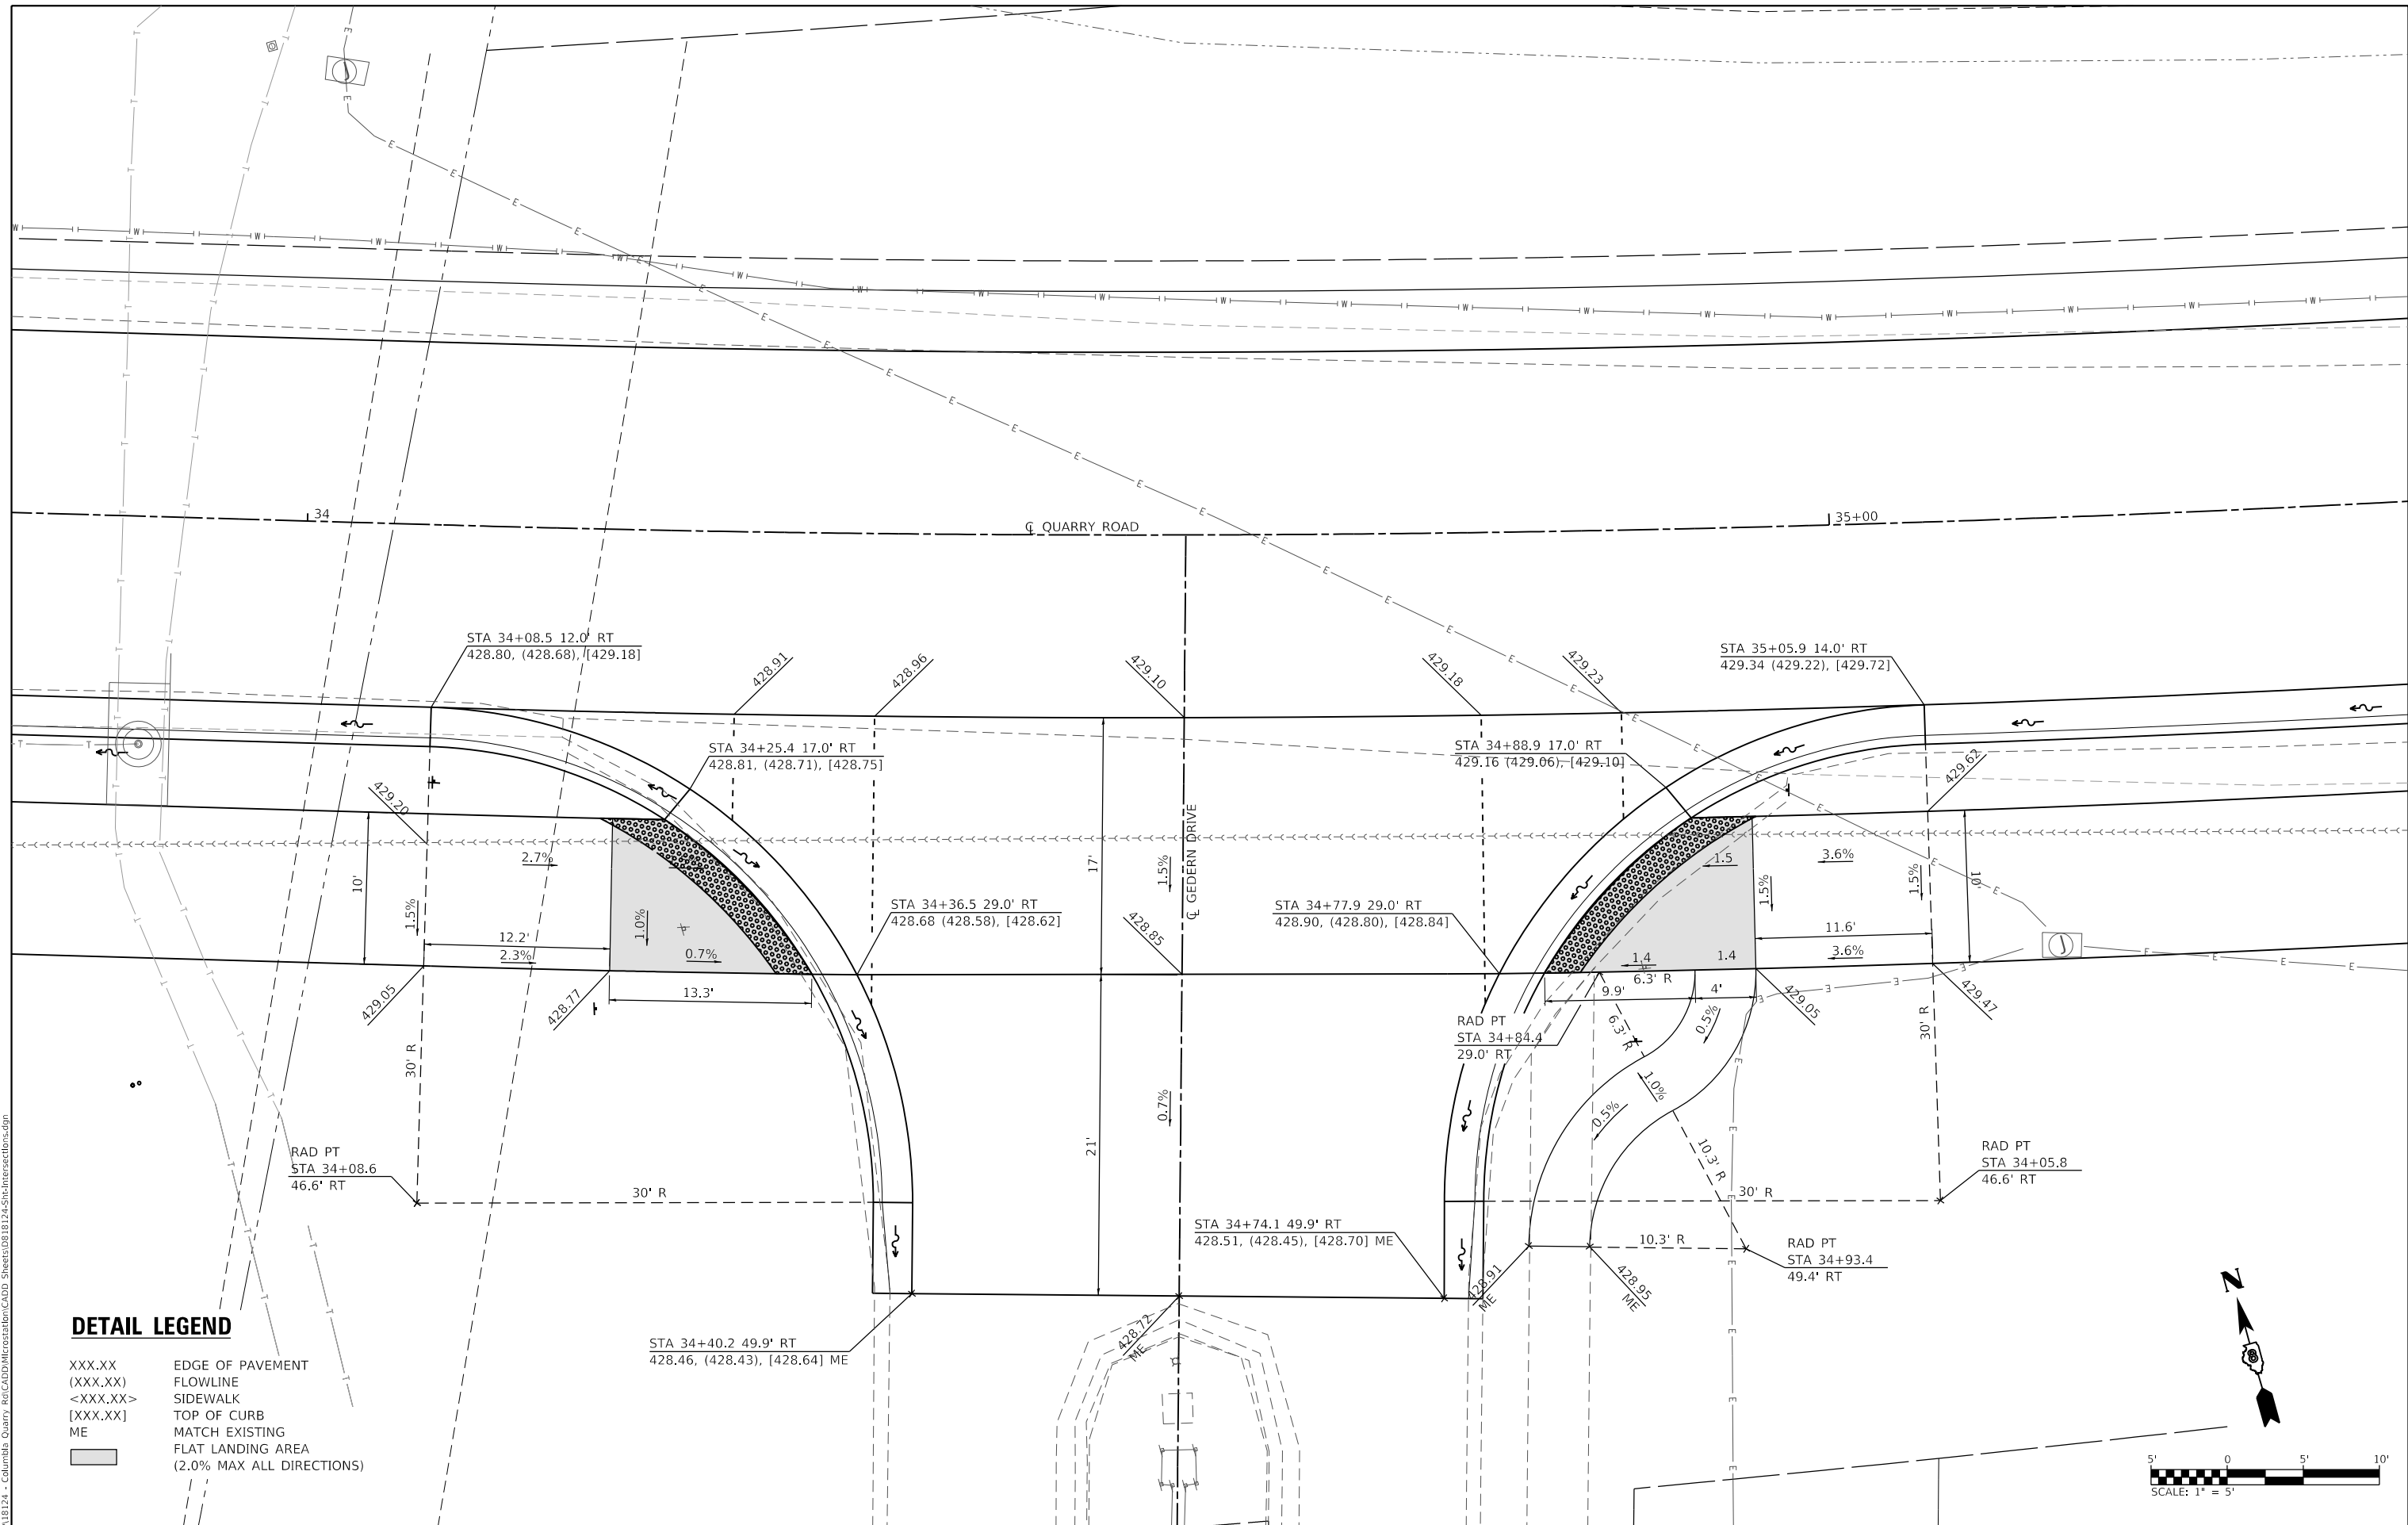 34
℄ QUARRY ROAD
35+00
STA 34+08.5 12.0' RT
428.80, (428.68), [429.18]
428.91
428.96
429.10
429.18
429.23
STA 35+05.9 14.0' RT
429.34 (429.22), [429.72]
STA 34+25.4 17.0' RT
428.81, (428.71), [428.75]
STA 34+88.9 17.0' RT
429.16 (429.06), [429.10]
429.20
429.62
2.7%
10'
1.5%
12.2'
2.3%
1.0%
0.7%
13.3'
429.05
428.77
STA 34+36.5 29.0' RT
428.68 (428.58), [428.62]
17'
1.5%
℄ GEDERN DRIVE
428.85
STA 34+77.9 29.0' RT
428.90, (428.80), [428.84]
1.5
3.6%
1.5%
1.5%
10'
11.6'
3.6%
1.4
1.4
6.3' R
9.9'
4'
429.05
429.47
RAD PT
STA 34+84.4
29.0' RT
6.3' R
0.5%
1.0%
0.5%
10.3' R
30' R
30' R
0.7%
21'
RAD PT
STA 34+08.6
46.6' RT
30' R
30' R
RAD PT
STA 34+05.8
46.6' RT
STA 34+74.1 49.9' RT
428.51, (428.45), [428.70] ME
10.3' R
RAD PT
STA 34+93.4
49.4' RT
428.91
ME
428.95
ME
428.72
ME
STA 34+40.2 49.9' RT
428.46, (428.43), [428.64] ME
DETAIL LEGEND
XXX.XX EDGE OF PAVEMENT
(XXX.XX) FLOWLINE
<XXX.XX> SIDEWALK
[XXX.XX] TOP OF CURB
ME MATCH EXISTING
FLAT LANDING AREA
(2.0% MAX ALL DIRECTIONS)
N
5' 0 5' 10'
SCALE: 1" = 5'
18124 - Columbia Quarry Rd\CADD\Microstation\CADD Sheets\D818124-Sht-Intersections.dgn